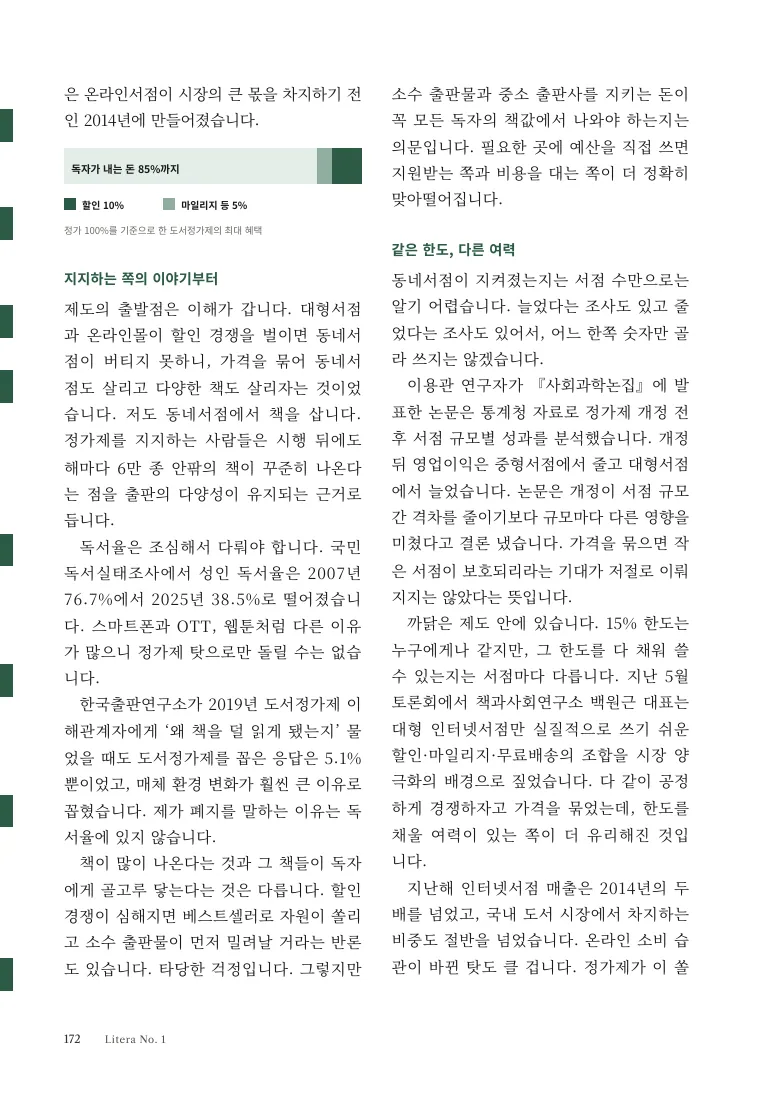 은 온라인서점이 시장의 큰 몫을 차지하기 전
인 2014년에 만들어졌습니다.
독자가 내는 돈 85%까지
할인 10%
마일리지 등 5%
정가 100%를 기준으로 한 도서정가제의 최대 혜택
지지하는 쪽의 이야기부터
제도의 출발점은 이해가 갑니다. 대형서점
과 온라인몰이 할인 경쟁을 벌이면 동네서
점이 버티지 못하니, 가격을 묶어 동네서
점도 살리고 다양한 책도 살리자는 것이었
습니다. 저도 동네서점에서 책을 삽니다.
정가제를 지지하는 사람들은 시행 뒤에도
해마다 6만 종 안팎의 책이 꾸준히 나온다
는 점을 출판의 다양성이 유지되는 근거로
듭니다.
독서율은 조심해서 다뤄야 합니다. 국민
독서실태조사에서 성인 독서율은 2007년
76.7%에서 2025년 38.5%로 떨어졌습니
다. 스마트폰과 OTT, 웹툰처럼 다른 이유
가 많으니 정가제 탓으로만 돌릴 수는 없습
니다.
한국출판연구소가 2019년 도서정가제 이
해관계자에게 ‘왜 책을 덜 읽게 됐는지’ 물
었을 때도 도서정가제를 꼽은 응답은 5.1%
뿐이었고, 매체 환경 변화가 훨씬 큰 이유로
꼽혔습니다. 제가 폐지를 말하는 이유는 독
서율에 있지 않습니다.
책이 많이 나온다는 것과 그 책들이 독자
에게 골고루 닿는다는 것은 다릅니다. 할인
경쟁이 심해지면 베스트셀러로 자원이 쏠리
고 소수 출판물이 먼저 밀려날 거라는 반론
도 있습니다. 타당한 걱정입니다. 그렇지만
소수 출판물과 중소 출판사를 지키는 돈이
꼭 모든 독자의 책값에서 나와야 하는지는
의문입니다. 필요한 곳에 예산을 직접 쓰면
지원받는 쪽과 비용을 대는 쪽이 더 정확히
맞아떨어집니다.
같은 한도, 다른 여력
동네서점이 지켜졌는지는 서점 수만으로는
알기 어렵습니다. 늘었다는 조사도 있고 줄
었다는 조사도 있어서, 어느 한쪽 숫자만 골
라 쓰지는 않겠습니다.
이용관 연구자가 『사회과학논집』에 발
표한 논문은 통계청 자료로 정가제 개정 전
후 서점 규모별 성과를 분석했습니다. 개정
뒤 영업이익은 중형서점에서 줄고 대형서점
에서 늘었습니다. 논문은 개정이 서점 규모
간 격차를 줄이기보다 규모마다 다른 영향을
미쳤다고 결론 냈습니다. 가격을 묶으면 작
은 서점이 보호되리라는 기대가 저절로 이뤄
지지는 않았다는 뜻입니다.
까닭은 제도 안에 있습니다. 15% 한도는
누구에게나 같지만, 그 한도를 다 채워 쓸
수 있는지는 서점마다 다릅니다. 지난 5월
토론회에서 책과사회연구소 백원근 대표는
대형 인터넷서점만 실질적으로 쓰기 쉬운
할인·마일리지·무료배송의 조합을 시장 양
극화의 배경으로 짚었습니다. 다 같이 공정
하게 경쟁하자고 가격을 묶었는데, 한도를
채울 여력이 있는 쪽이 더 유리해진 것입
니다.
지난해 인터넷서점 매출은 2014년의 두
배를 넘었고, 국내 도서 시장에서 차지하는
비중도 절반을 넘었습니다. 온라인 소비 습
관이 바뀐 탓도 클 겁니다. 정가제가 이 쏠
172
Litera No. 1